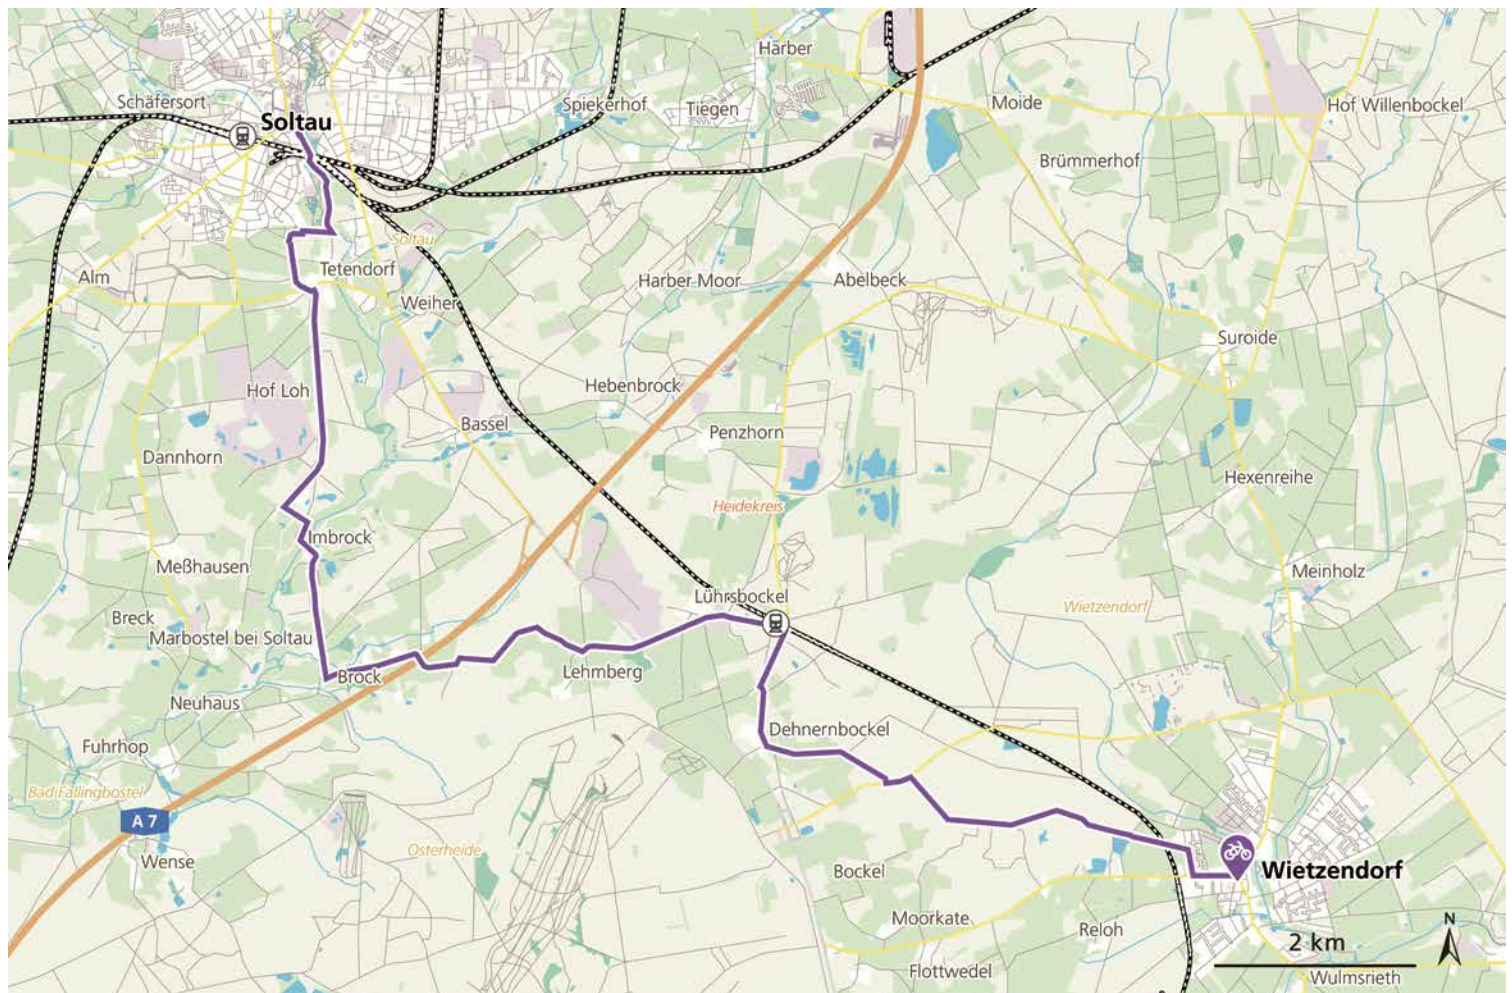 Harber
Schäfersort
Spiekerhof
Tiegen
Moide
Hof Willenbockel
Soltau
Brümmerhof
Soltau
Tetendorf
Alm
Harber Moor
Abelbeck
Weiher
Suroide
Hof Loh
Hebenbrock
Bassel
Penzhorn
Dannhorn
Hexenreihe
Heidekreis
Imbrock
Meßhausen
Meinholz
Lührsbockel
Wietzendorf
Breck
Marbostel bei Soltau
Lehmberg
Brock
Neuhaus
Dehnernbockel
Fuhrhop
Bad Fallingbostel
A 7
Osterheide
Wense
Bockel
Wietzendorf
Moorkate
Reloh
N
2 km
Flottwedel
Wulmsrieth